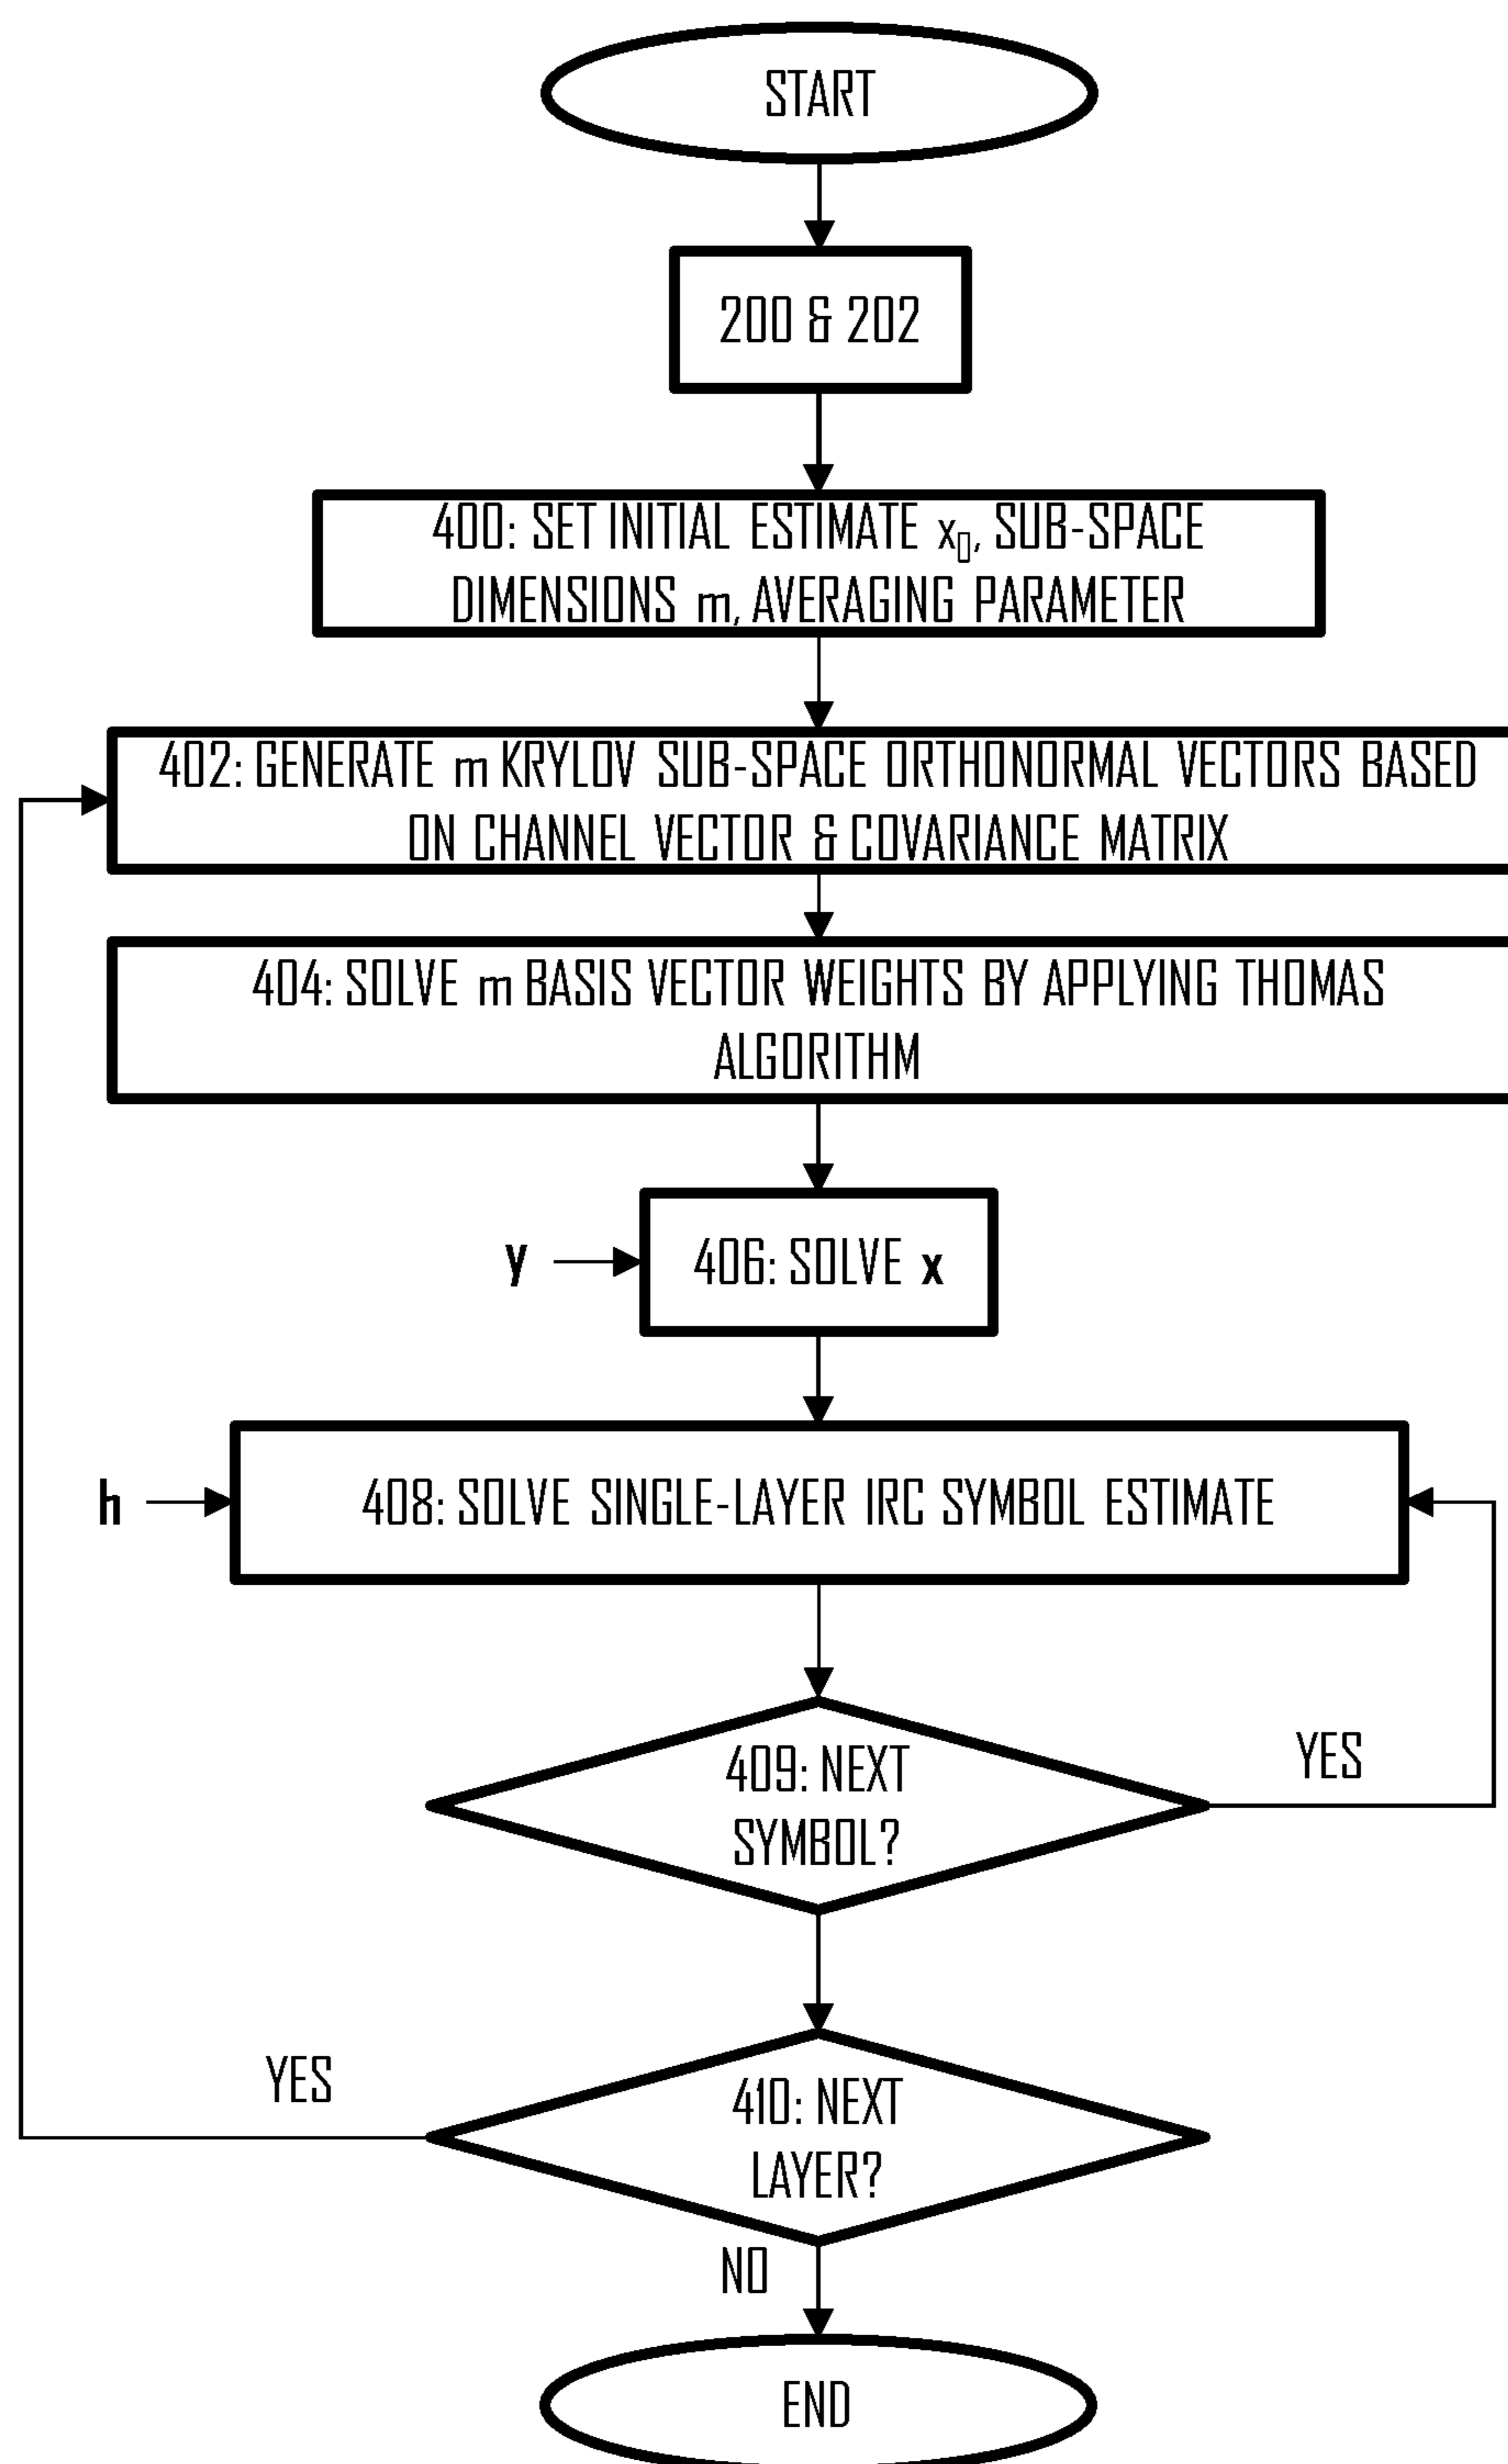 START
200 & 202
400: SET INITIAL ESTIMATE x₀, SUB-SPACE
DIMENSIONS m, AVERAGING PARAMETER
402: GENERATE m KRYLOV SUB-SPACE ORTHONORMAL VECTORS BASED
ON CHANNEL VECTOR & COVARIANCE MATRIX
404: SOLVE m BASIS VECTOR WEIGHTS BY APPLYING THOMAS
ALGORITHM
y
406: SOLVE x
h
408: SOLVE SINGLE-LAYER IRC SYMBOL ESTIMATE
409: NEXT
SYMBOL?
YES
YES
410: NEXT
LAYER?
NO
END